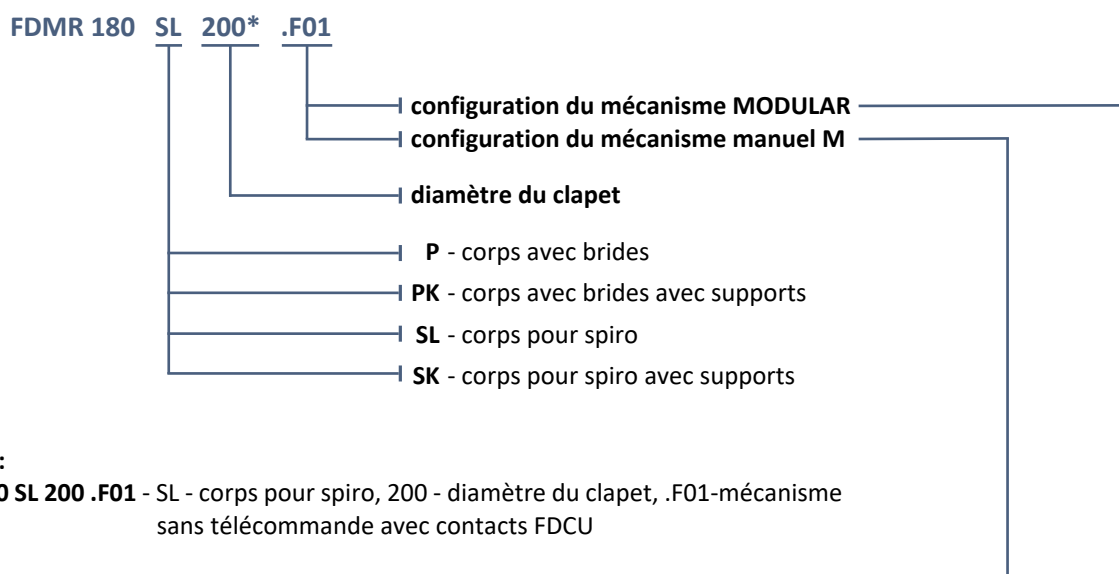 FDMR 180 SL 200* .F01
configuration du mécanisme MODULAR
configuration du mécanisme manuel M
diamètre du clapet
P - corps avec brides
PK - corps avec brides avec supports
SL - corps pour spiro
SK - corps pour spiro avec supports
:
0 SL 200 .F01 - SL - corps pour spiro, 200 - diamètre du clapet, .F01-mécanisme
sans télécommande avec contacts FDCU